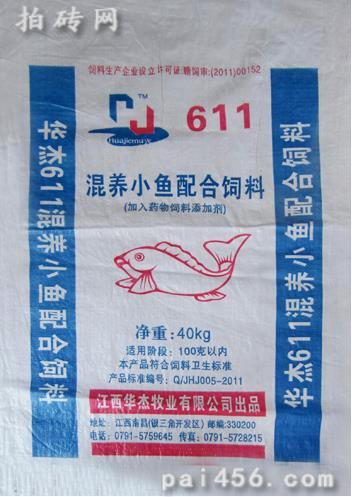 拍砖网
饲料生产企业设立许可证:赣饲审:(2011)00152
TM
611
Huajiemuye
混养小鱼配合饲料
(加入药物饲料添加剂)
华杰611混养小鱼配合饲料
华杰611混养小鱼配合饲料
净重:40kg
适用阶段:100克以内
本产品符合饲料卫生标准
产品标准编号:Q/JHJ005-2011
江西华杰牧业有限公司出品
地址:江西南昌(银三角开发区) 邮编:330200
电话:0791-5759645 传真:0791-5728215
pai456.com